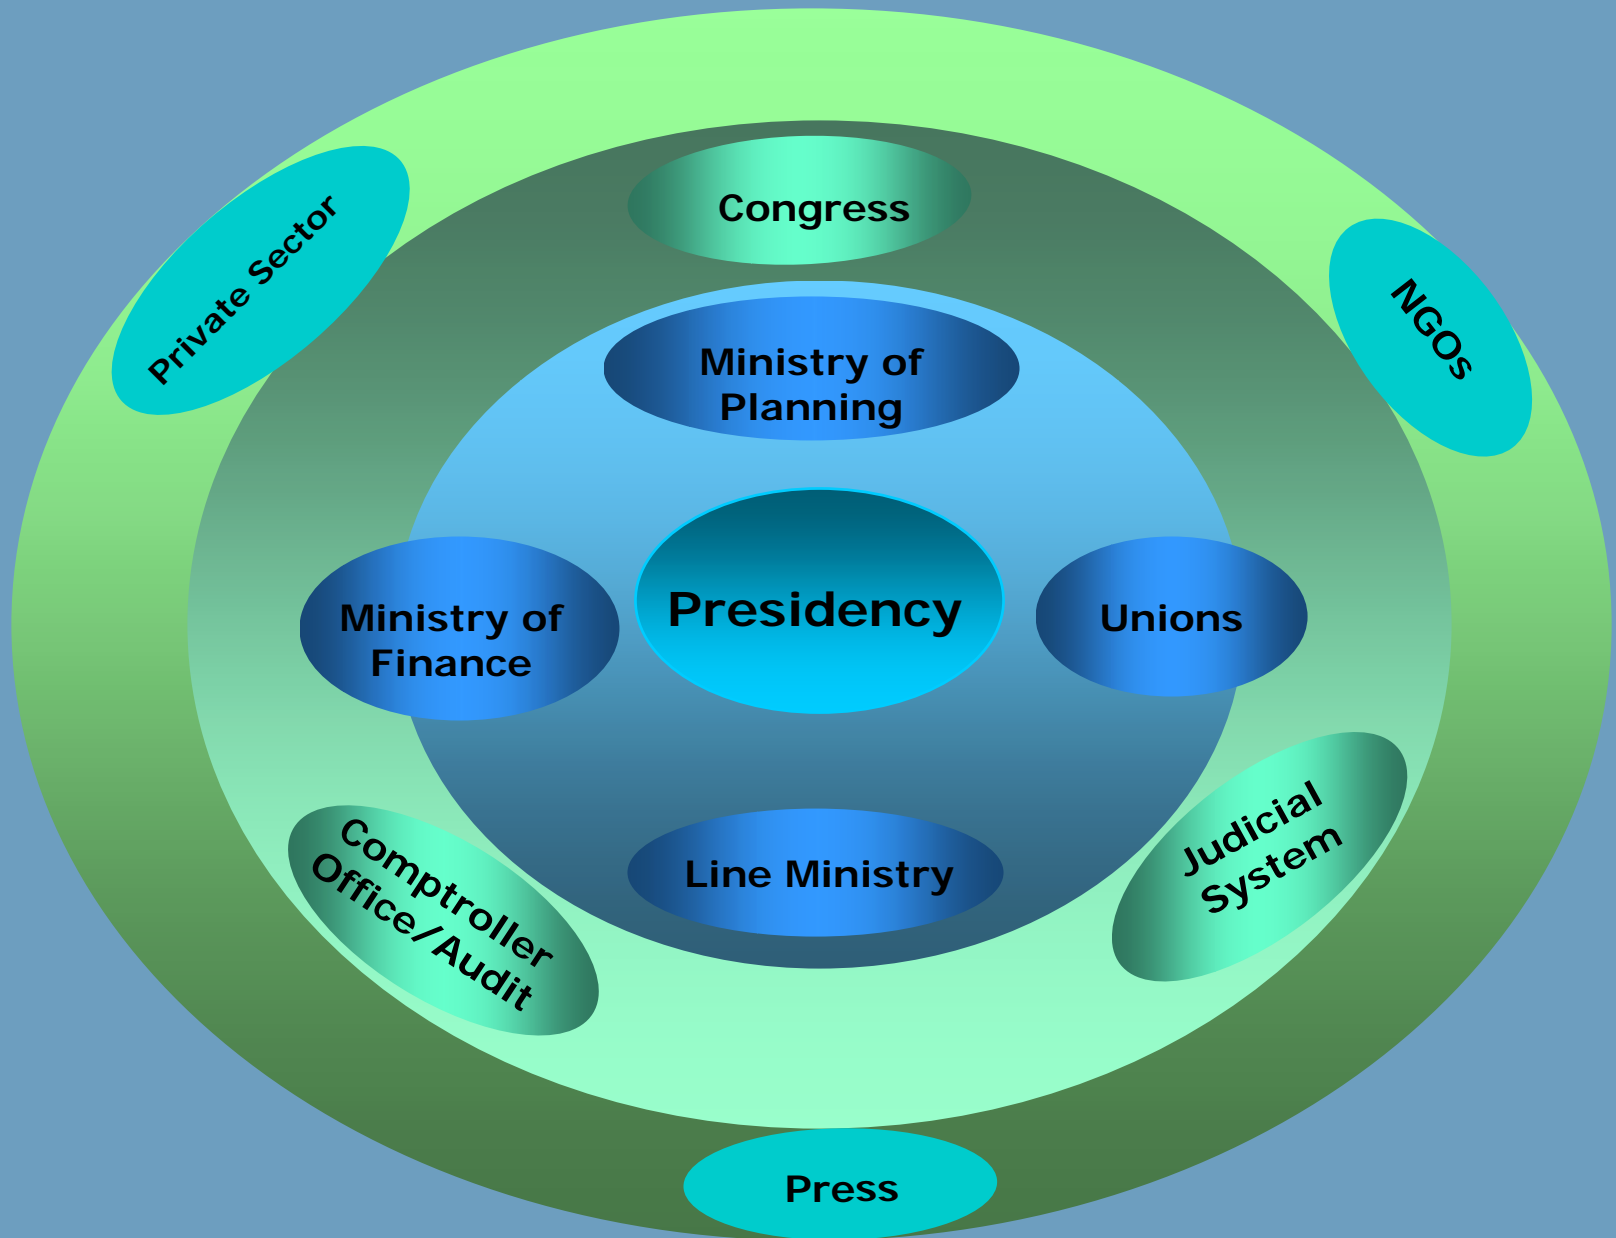 Congress
Private Sector
NGOs
Ministry of
Planning
Presidency
Ministry of
Finance
Unions
Judicial
System
Line Ministry
Comptroller
Office/Audit
Press